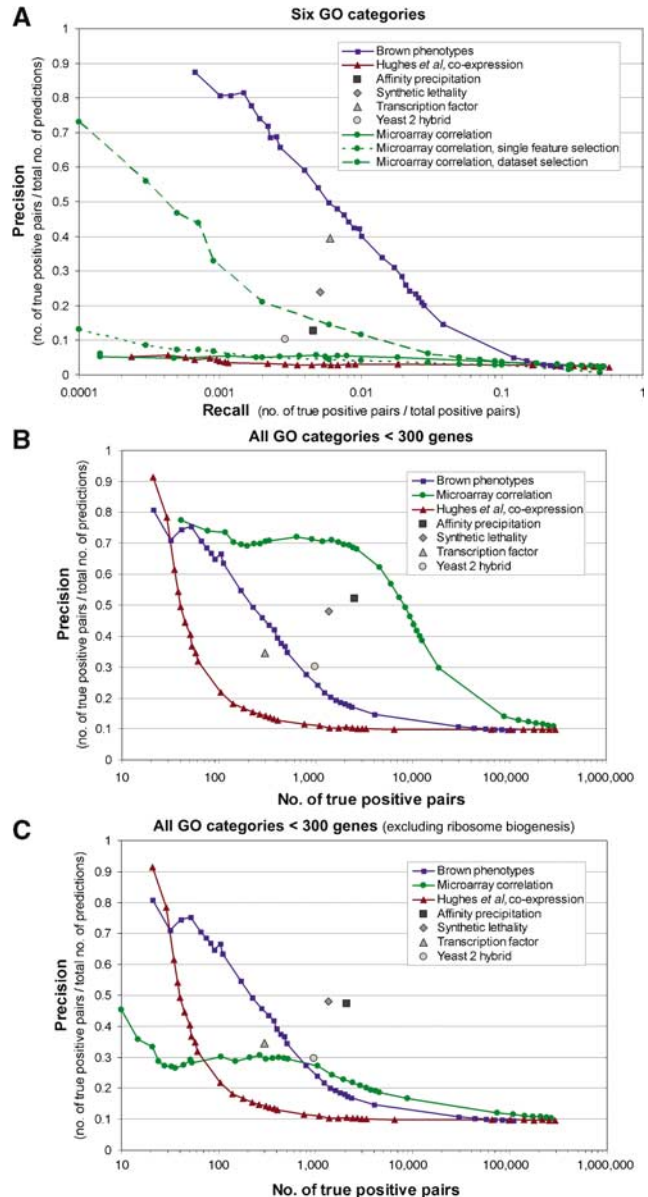 A
Six GO categories
Brown phenotypes
Hughes et al, co-expression
Affinity precipitation
Synthetic lethality
Transcription factor
Yeast 2 hybrid
Microarray correlation
Microarray correlation, single feature selection
Microarray correlation, dataset selection
Precision
(no. of true positive pairs / total no. of predictions)
1
0.9
0.8
0.7
0.6
0.5
0.4
0.3
0.2
0.1
0
0.0001
0.001
0.01
0.1
1
Recall (no. of true positive pairs / total positive pairs)
B
All GO categories < 300 genes
Brown phenotypes
Microarray correlation
Hughes et al, co-expression
Affinity precipitation
Synthetic lethality
Transcription factor
Yeast 2 hybrid
Precision
(no. of true positive pairs / total no. of predictions)
1
0.9
0.8
0.7
0.6
0.5
0.4
0.3
0.2
0.1
0
10
100
1,000
10,000
100,000
1,000,000
No. of true positive pairs
C
All GO categories < 300 genes (excluding ribosome biogenesis)
Brown phenotypes
Microarray correlation
Hughes et al, co-expression
Affinity precipitation
Synthetic lethality
Transcription factor
Yeast 2 hybrid
Precision
(no. of true positive pairs / total no. of predictions)
1
0.9
0.8
0.7
0.6
0.5
0.4
0.3
0.2
0.1
0
10
100
1,000
10,000
100,000
1,000,000
No. of true positive pairs